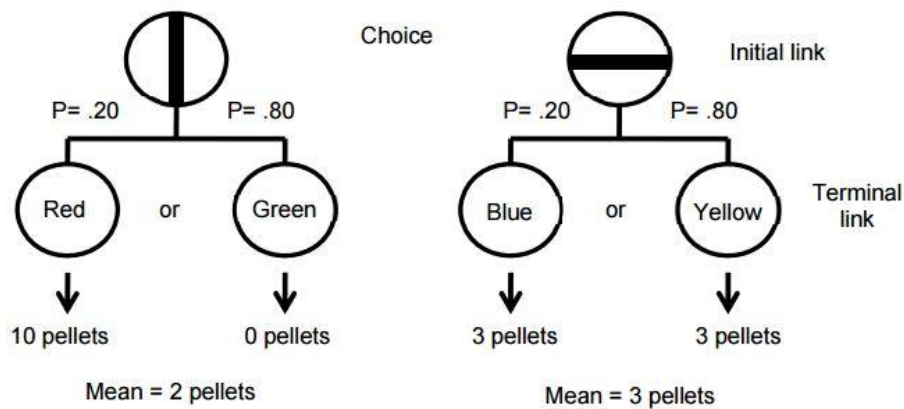 Choice
Initial link
P= .20
P= .80
P= .20
P= .80
Red
or
Green
Blue
or
Yellow
Terminal
link
10 pellets
0 pellets
3 pellets
3 pellets
Mean = 2 pellets
Mean = 3 pellets